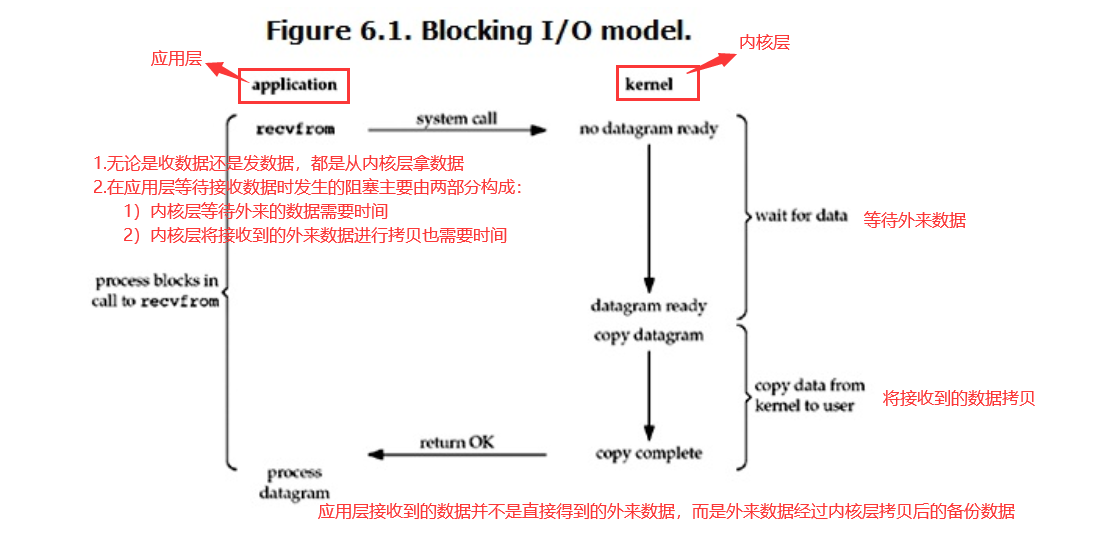 Figure 6.1. Blocking I/O model.
应用层
内核层
application
kernel
recvfrom
system call
no datagram ready
1.无论是收数据还是发数据，都是从内核层拿数据
2.在应用层等待接收数据时发生的阻塞主要由两部分构成：
1）内核层等待外来的数据需要时间
2）内核层将接收到的外来数据进行拷贝也需要时间
wait for data
等待外来数据
process blocks in
call to recvfrom
datagram ready
copy datagram
copy data from
kernel to user
将接收到的数据拷贝
return OK
copy complete
process
datagram
应用层接收到的数据并不是直接得到的外来数据，而是外来数据经过内核层拷贝后的备份数据